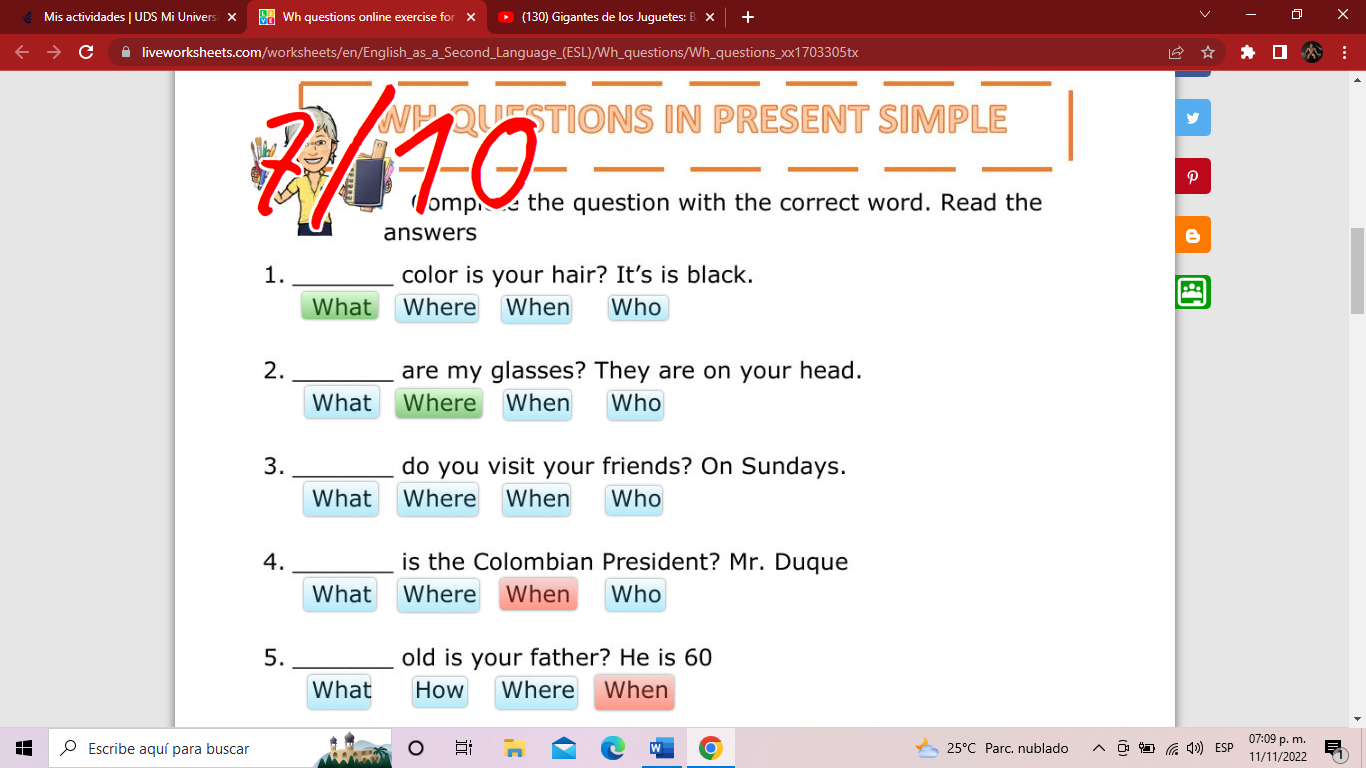 Mis actividades | UDS Mi Univers
Wh questions online exercise for
(130) Gigantes de los Juguetes: B
liveworksheets.com/worksheets/en/English_as_a_Second_Language_(ESL)/Wh_questions/Wh_questions_xx1703305tx
WH QUESTIONS IN PRESENT SIMPLE
7/10
Complete the question with the correct word. Read the
answers
1. ________ color is your hair? It’s is black.
What Where When Who
2. ________ are my glasses? They are on your head.
What Where When Who
3. ________ do you visit your friends? On Sundays.
What Where When Who
4. ________ is the Colombian President? Mr. Duque
What Where When Who
5. ________ old is your father? He is 60
What How Where When
Escribe aquí para buscar
25°C Parc. nublado
ESP
07:09 p. m.
11/11/2022
1